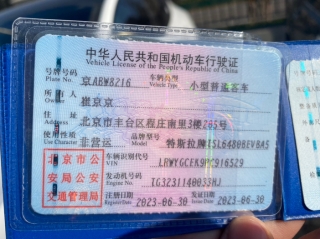 中华人民共和国机动车行驶证
Vehicle License of the People's Republic of China
号牌号码 Plate No. 京ABW8216 车辆类型 Vehicle Type 小型普通客车
所有人 Owner 崔京京
住址 Address 北京市丰台区程庄南里3楼205号
使用性质 Use Character 非营运 品牌型号 Model 特斯拉牌TSL6480BEVBA5
北京市公安局公安交通管理局
车辆识别代号 VIN LRWYGCEK9PC916529
发动机号码 Engine No. TG3231140033HJ
注册日期 Register Date 2023-06-30 发证日期 Issue Date 2023-06-30